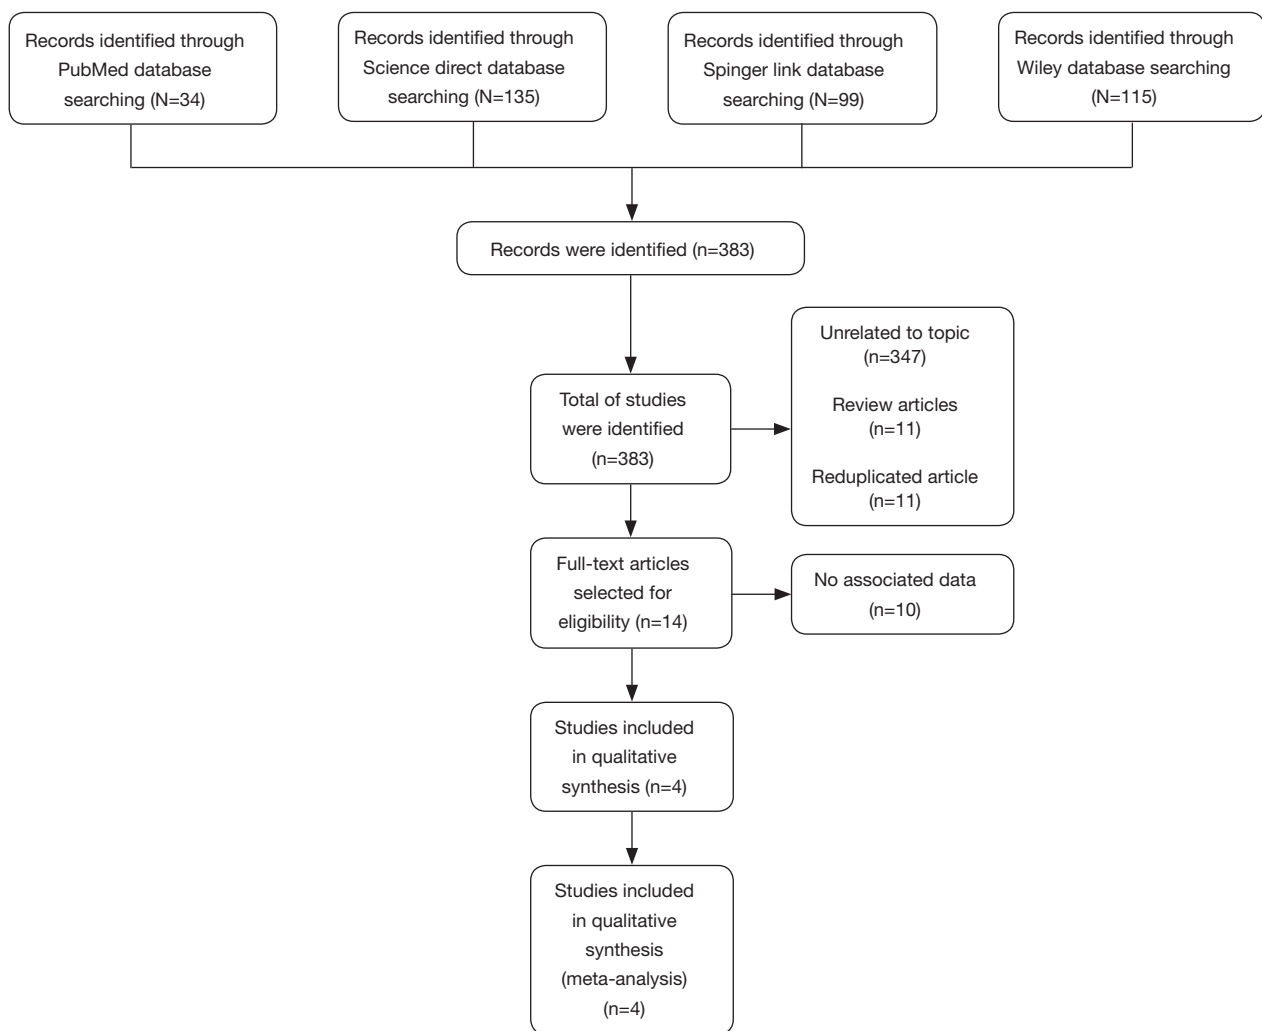 Records identified through
PubMed database
searching (N=34)
Records identified through
Science direct database
searching (N=135)
Records identified through
Spinger link database
searching (N=99)
Records identified through
Wiley database searching
(N=115)
Records were identified (n=383)
Total of studies
were identified
(n=383)
Unrelated to topic
(n=347)
Review articles
(n=11)
Reduplicated article
(n=11)
Full-text articles
selected for
eligibility (n=14)
No associated data
(n=10)
Studies included
in qualitative
synthesis (n=4)
Studies included
in qualitative
synthesis
(meta-analysis)
(n=4)